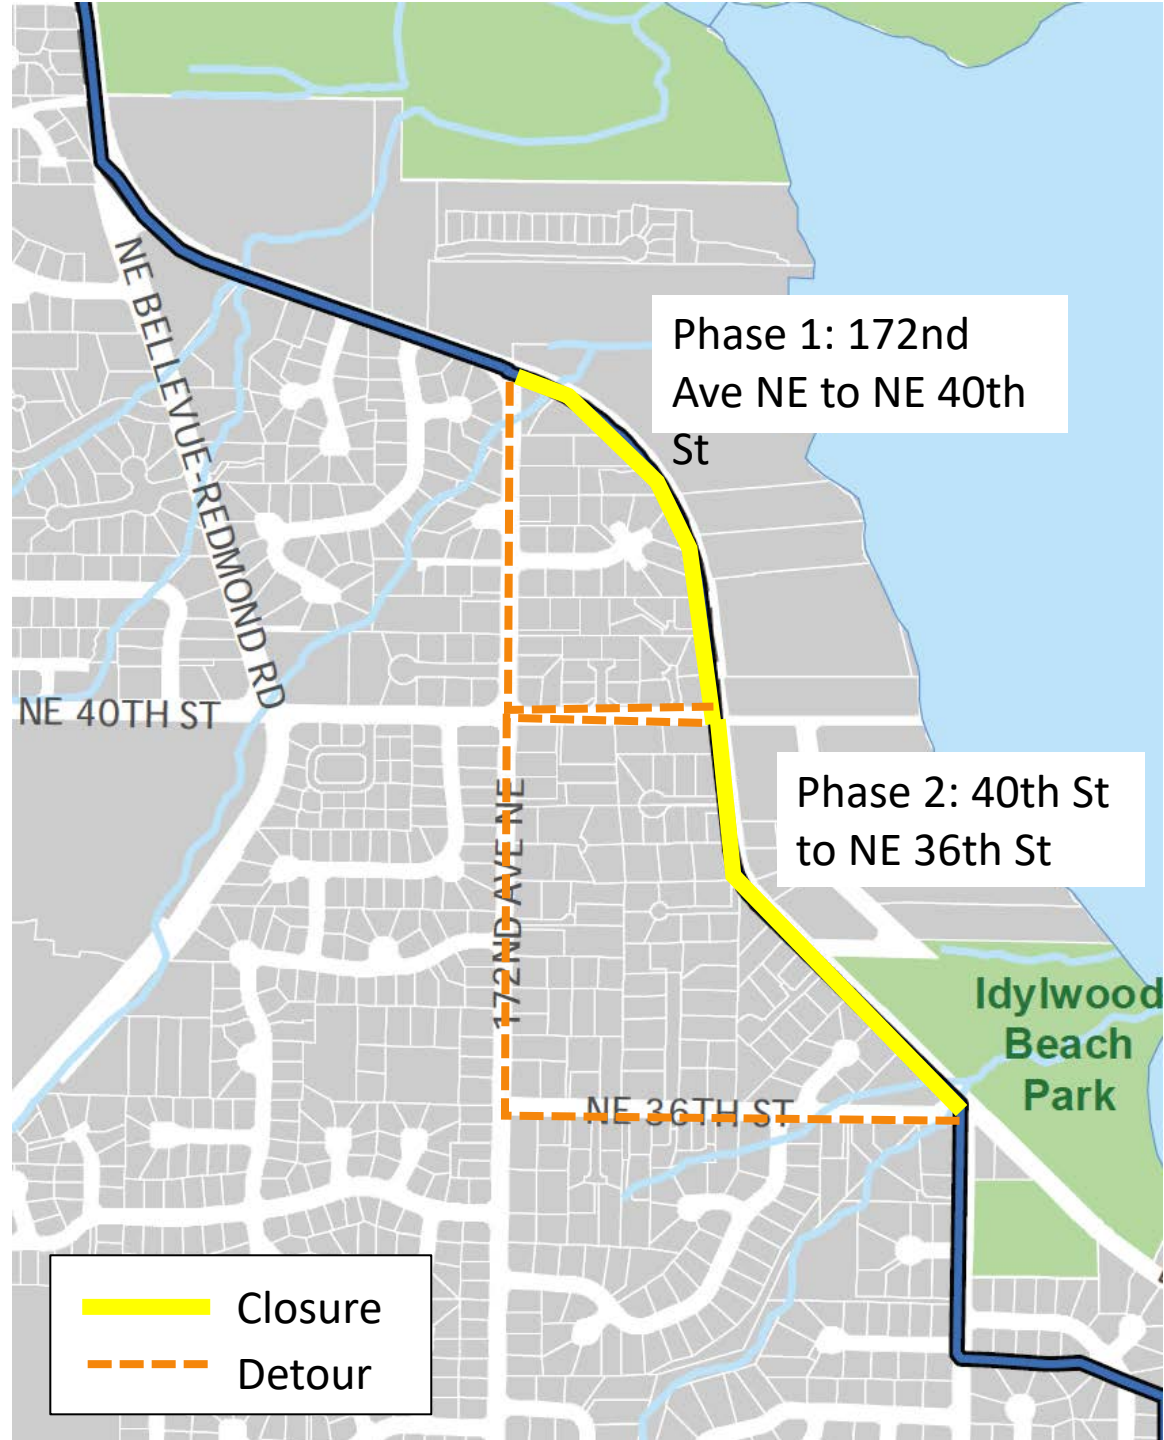 NE BELLEVUE-REDMOND RD
Phase 1: 172nd
Ave NE to NE 40th
St
NE 40TH ST
Phase 2: 40th St
to NE 36th St
172ND AVE NE
Idylwood
Beach
Park
NE 36TH ST
Closure
Detour